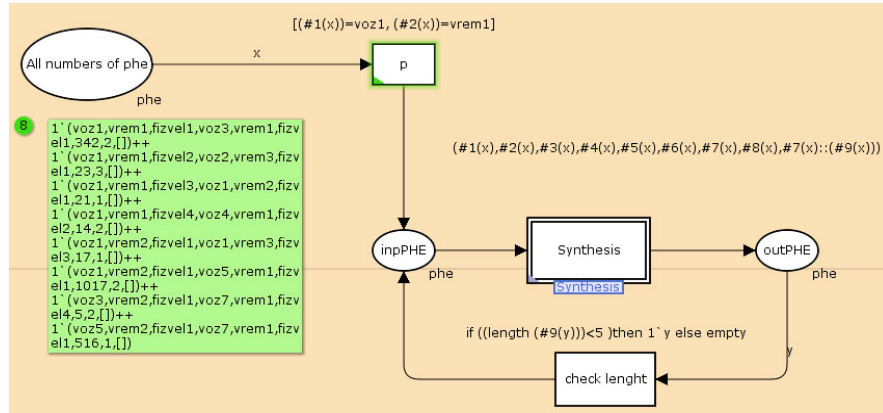 [(#1(x))=voz1, (#2(x))=vrem1]
All numbers of phe
x
p
phe
8
1`(voz1,vrem1,fizvel1,voz3,vrem1,fizv
el1,342,2,[])++
1`(voz1,vrem1,fizvel2,voz2,vrem3,fizv
el1,23,3,[])++
1`(voz1,vrem1,fizvel3,voz1,vrem2,fizv
el1,21,1,[])++
1`(voz1,vrem1,fizvel4,voz4,vrem1,fizv
el2,14,2,[])++
1`(voz1,vrem2,fizvel1,voz1,vrem3,fizv
el3,17,1,[])++
1`(voz1,vrem2,fizvel1,voz5,vrem1,fizv
el1,1017,2,[])++
1`(voz3,vrem2,fizvel1,voz7,vrem1,fizv
el4,5,2,[])++
1`(voz5,vrem2,fizvel1,voz7,vrem1,fizv
el1,516,1,[])
(#1(x),#2(x),#3(x),#4(x),#5(x),#6(x),#7(x),#8(x),#7(x)::(#9(x)))
inpPHE
phe
Synthesis
Synthesis
outPHE
phe
if ((length (#9(y)))<5 )then 1`y else empty
y
check lenght